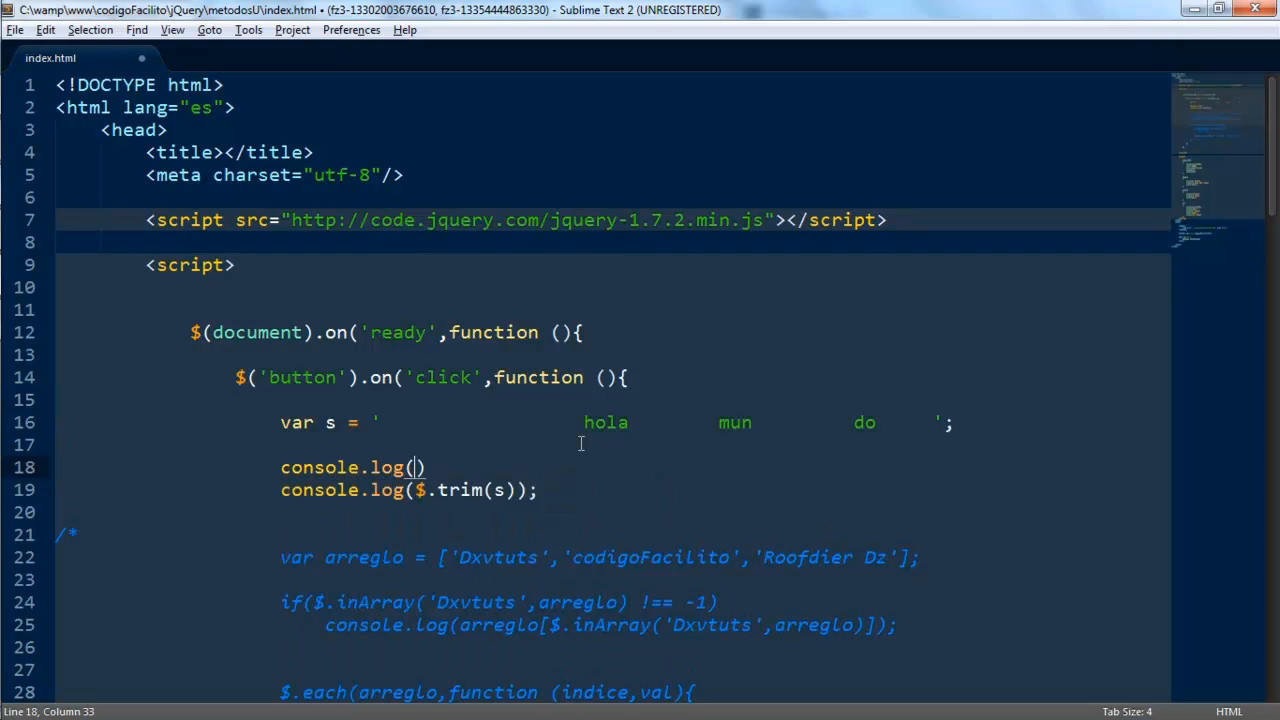 C:\wamp\www\codigoFacilito\jQuery\metodosU\index.html • (fz3-13302003676610, fz3-13354444863330) - Sublime Text 2 (UNREGISTERED)
File Edit Selection Find View Goto Tools Project Preferences Help
index.html
1 <!DOCTYPE html>
2 <html lang="es">
3 <head>
4 <title></title>
5 <meta charset="utf-8"/>
6
7 <script src="http://code.jquery.com/jquery-1.7.2.min.js"></script>
8
9 <script>
10
11
12 $(document).on('ready',function (){
13
14 $('button').on('click',function (){
15
16 var s = '                  hola        mun         do     ';
17
18 console.log()
19 console.log($.trim(s));
20
21 /*
22 var arreglo = ['Dxvtuts','codigoFacilito','Roofdier Dz'];
23
24 if($.inArray('Dxvtuts',arreglo) !== -1)
25 console.log(arreglo[$.inArray('Dxvtuts',arreglo)]);
26
27
28 $.each(arreglo,function (indice,val){
Line 18, Column 33 Tab Size: 4 HTML